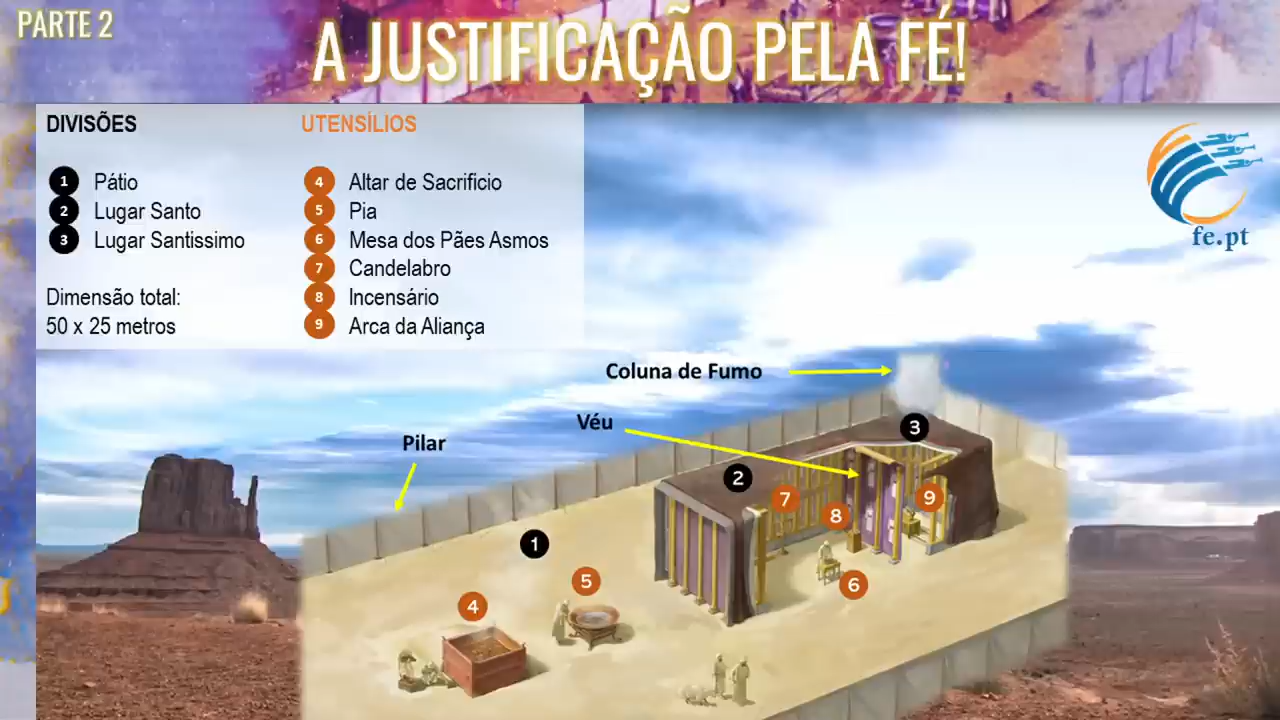 PARTE 2
A JUSTIFICAÇÃO PELA FÉ!
DIVISÕES
1 Pátio
2 Lugar Santo
3 Lugar Santissimo
Dimensão total:
50 x 25 metros
UTENSÍLIOS
4 Altar de Sacrificio
5 Pia
6 Mesa dos Pães Asmos
7 Candelabro
8 Incensário
9 Arca da Aliança
fe.pt
Coluna de Fumo
Véu
Pilar
3
2
7
9
8
1
5
6
4